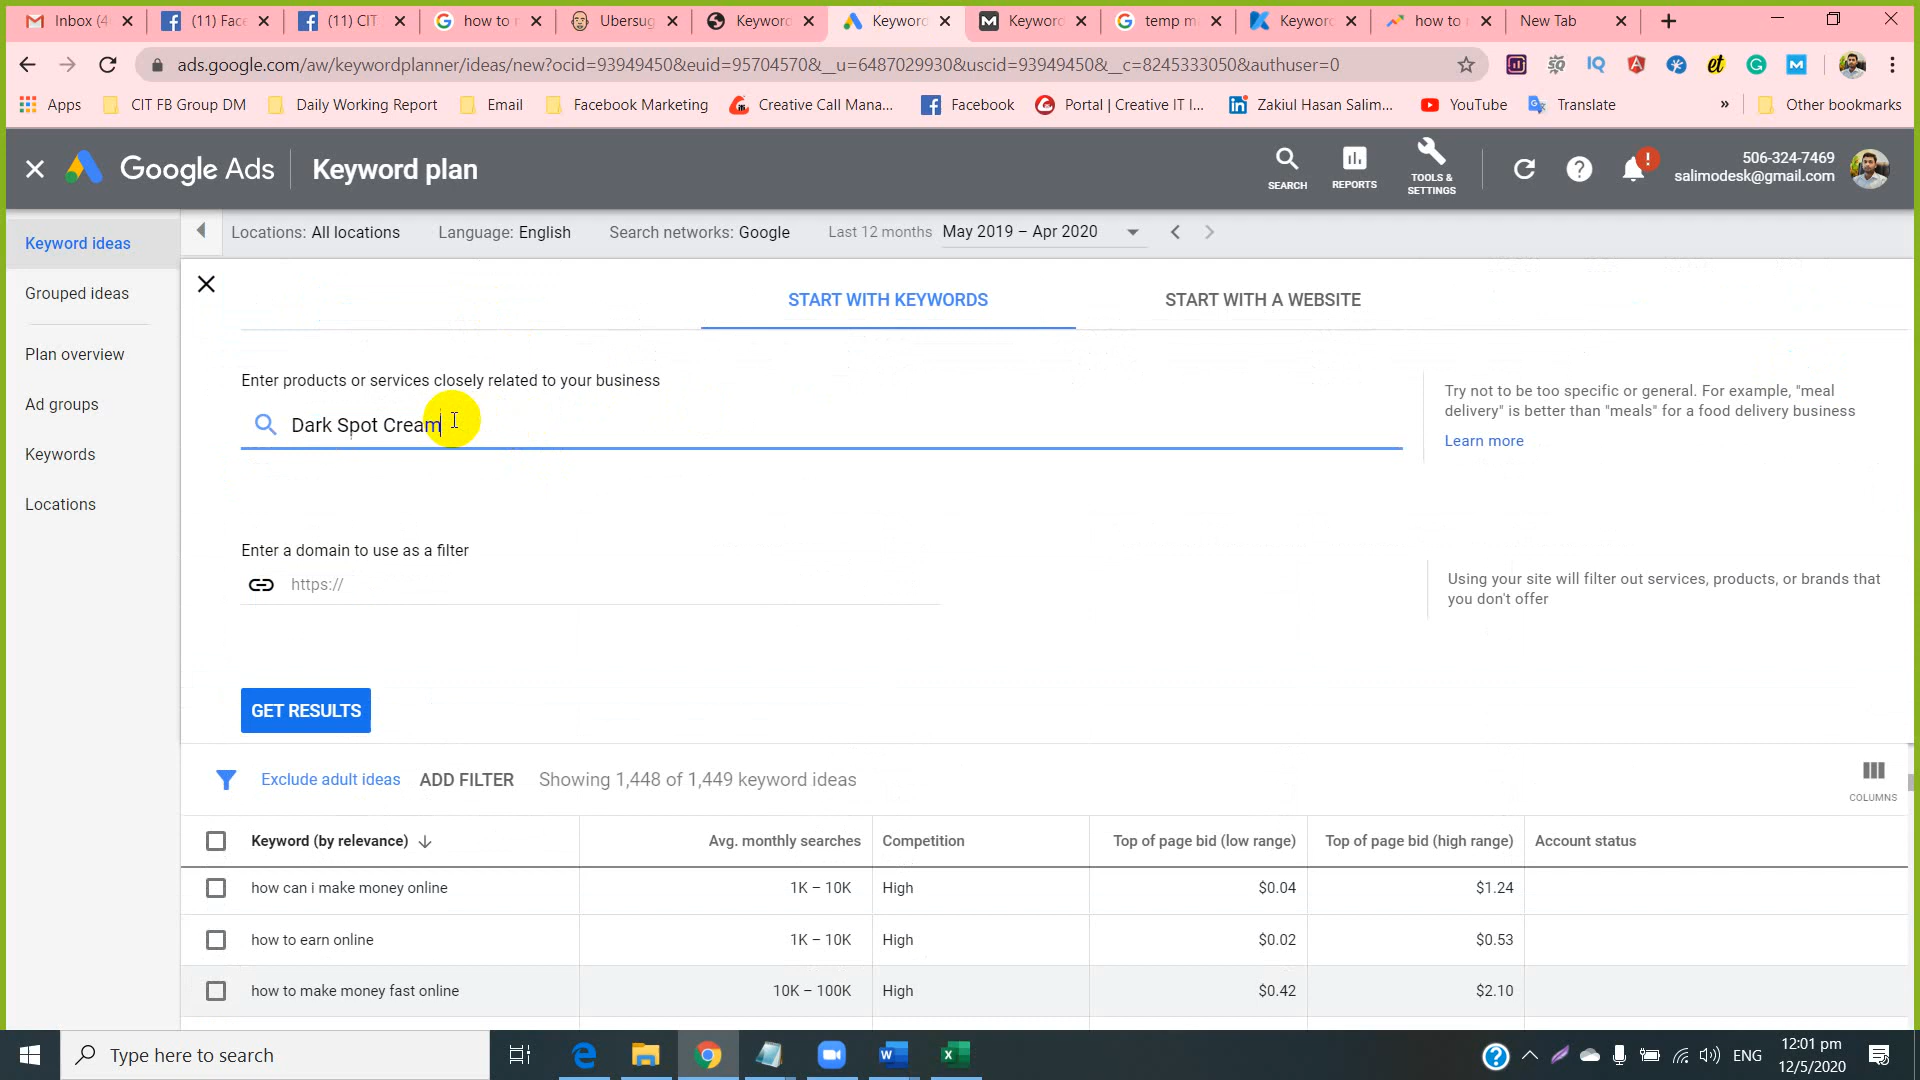 Inbox (4
(11) Fac
(11) CIT
how to
Ubersug
Keyword
Keyword
Keyword
temp m
Keyword
how to
New Tab
ads.google.com/aw/keywordplanner/ideas/new?ocid=93949450&euid=95704570&__u=6487029930&uscid=93949450&__c=8245333050&authuser=0
Apps
CIT FB Group DM
Daily Working Report
Email
Facebook Marketing
Creative Call Mana...
Facebook
Portal | Creative IT I...
Zakiul Hasan Salim...
YouTube
Translate
»
Other bookmarks
Google Ads
Keyword plan
SEARCH
REPORTS
TOOLS &
SETTINGS
506-324-7469
salimodesk@gmail.com
Keyword ideas
Grouped ideas
Plan overview
Ad groups
Keywords
Locations
Locations: All locations
Language: English
Search networks: Google
Last 12 months May 2019 – Apr 2020
START WITH KEYWORDS
START WITH A WEBSITE
Enter products or services closely related to your business
Dark Spot Cream
Try not to be too specific or general. For example, "meal
delivery" is better than "meals" for a food delivery business
Learn more
Enter a domain to use as a filter
https://
Using your site will filter out services, products, or brands that
you don't offer
GET RESULTS
Exclude adult ideas
ADD FILTER
Showing 1,448 of 1,449 keyword ideas
COLUMNS
Keyword (by relevance) Avg. monthly searches Competition Top of page bid (low range) Top of page bid (high range) Account status
how can i make money online 1K – 10K High $0.04 $1.24
how to earn online 1K – 10K High $0.02 $0.53
how to make money fast online 10K – 100K High $0.42 $2.10
Type here to search
ENG
12:01 pm
12/5/2020